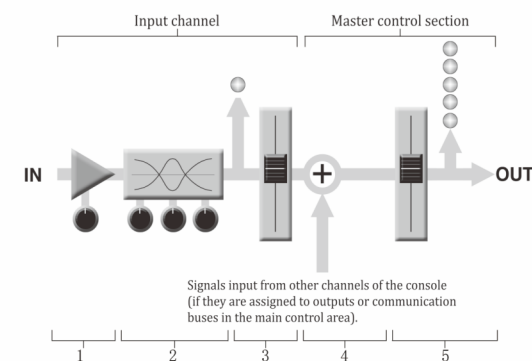 Input channel
Master control section
IN
+
OUT
Signals input from other channels of the console
(if they are assigned to outputs or communication
buses in the main control area).
1
2
3
4
5